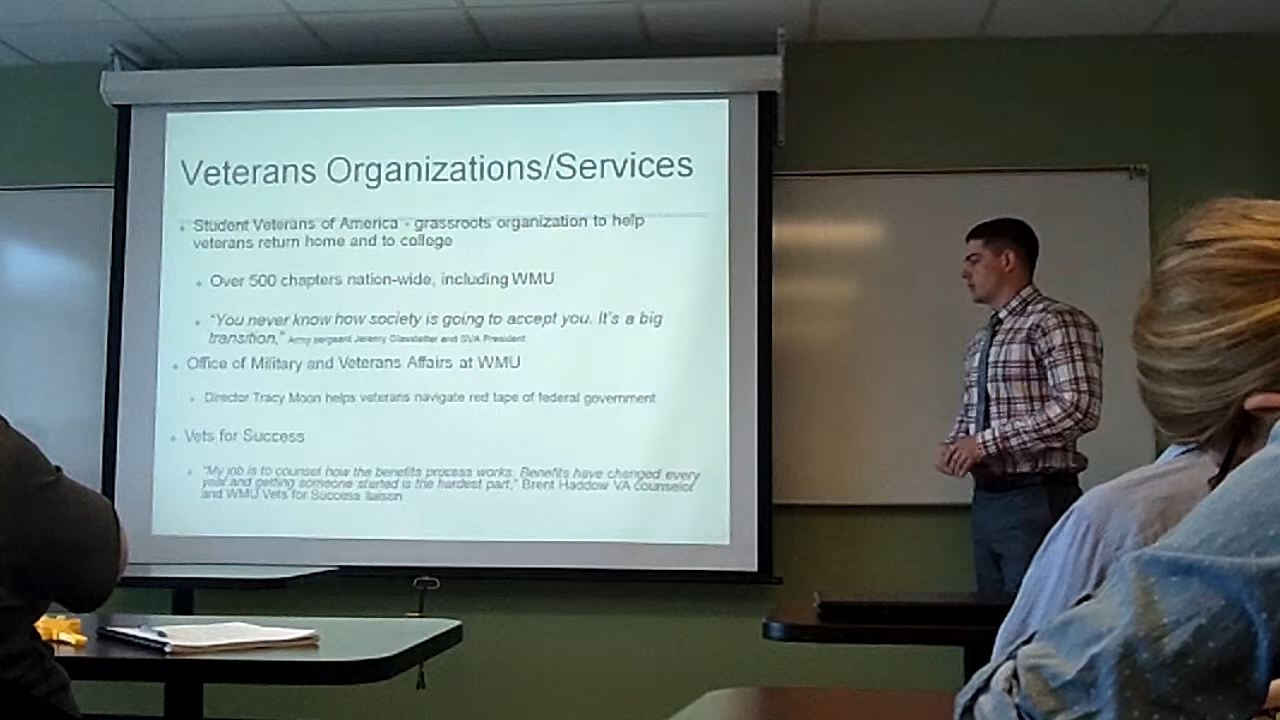 Veterans Organizations/Services
Student Veterans of America - grassroots organization to help
veterans return home and to college
Over 500 chapters nation-wide, including WMU
"You never know how society is going to accept you. It's a big
transition," Army sergeant Jeremy Glasstetter and SVA President
Office of Military and Veterans Affairs at WMU
Director Tracy Moon helps veterans navigate red tape of federal government
Vets for Success
"My job is to counsel how the benefits process works. Benefits have changed every
year and getting someone started is the hardest part," Brent Haddow VA counselor
and WMU Vets for Success liaison